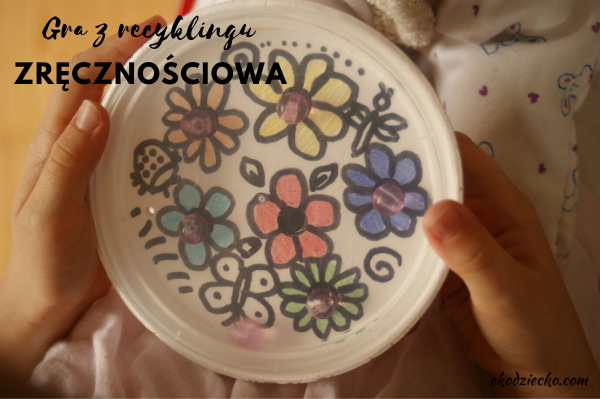 Gra z recyklingu
ZRĘCZNOŚCIOWA
ekodziecko.com